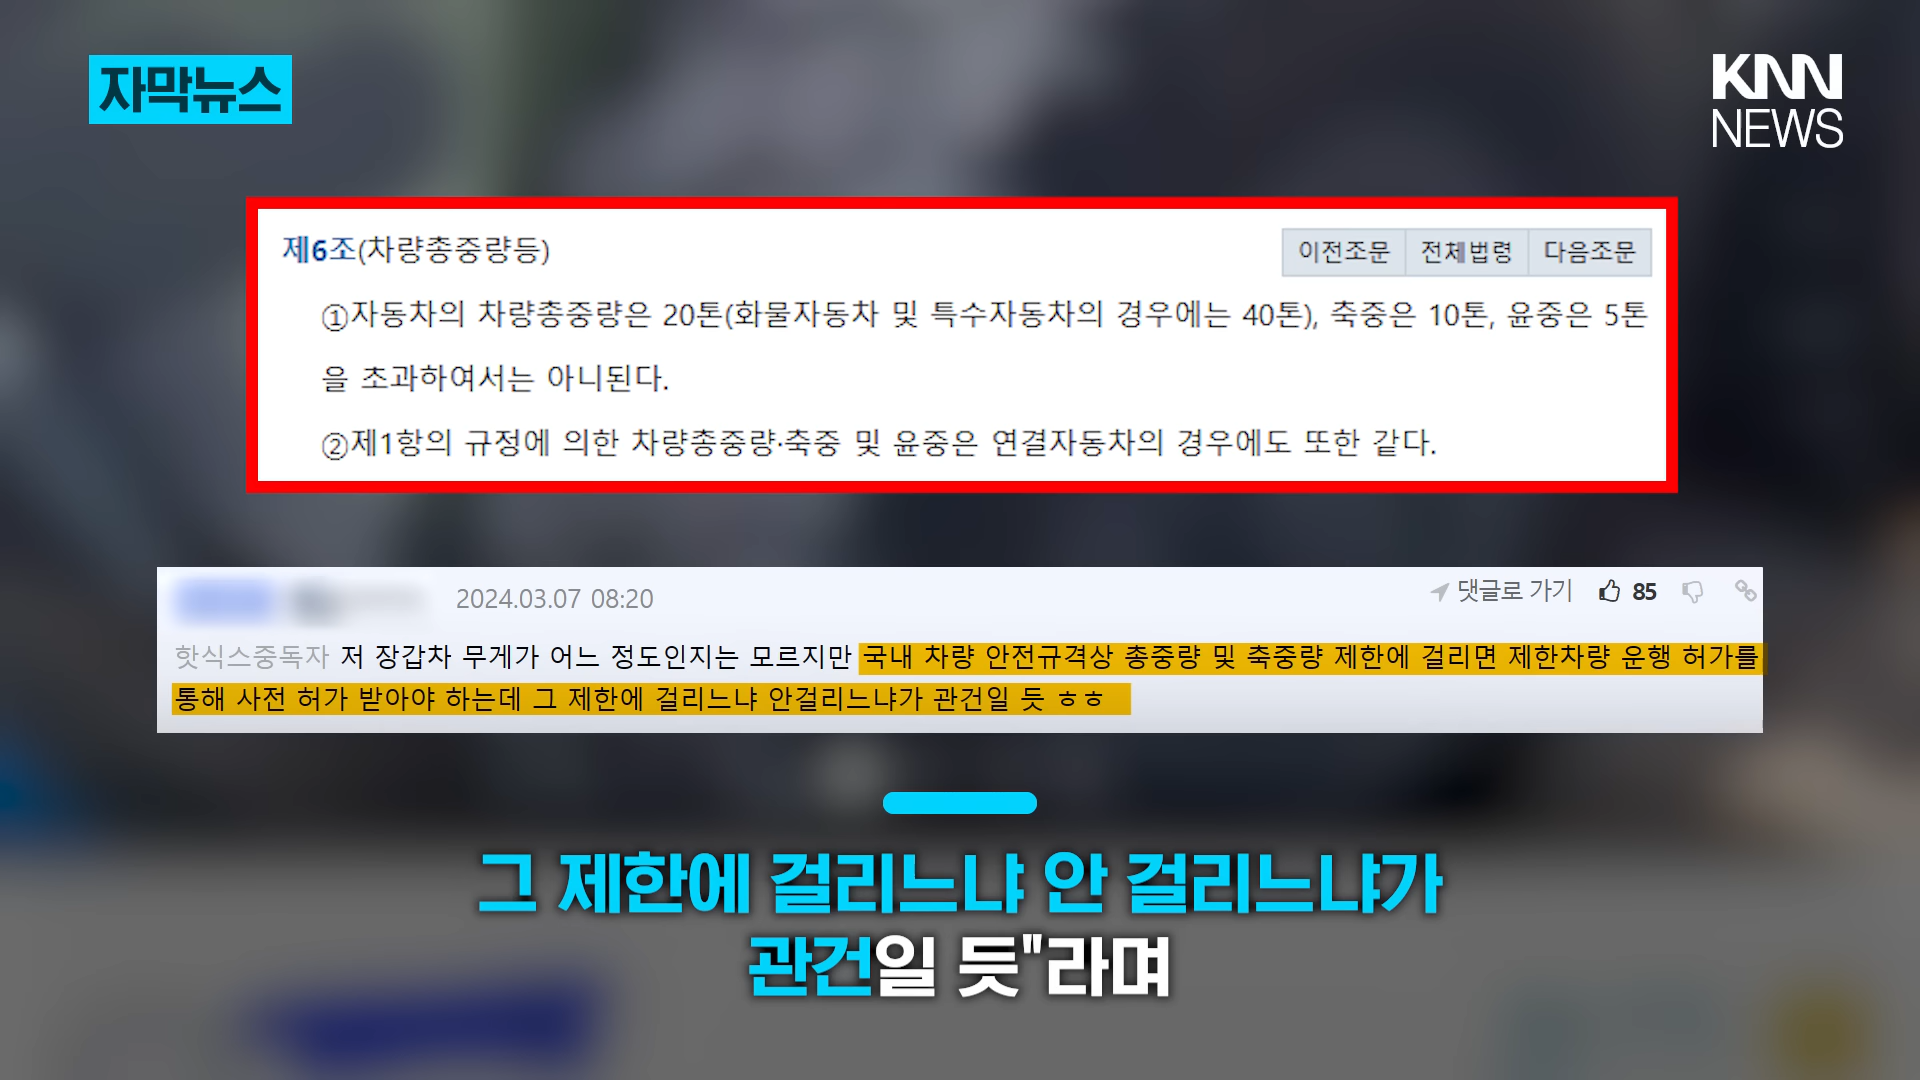 자막뉴스
KNN
NEWS
제6조(차량총중량등)
이전조문 전체법령 다음조문
①자동차의 차량총중량은 20톤(화물자동차 및 특수자동차의 경우에는 40톤), 축중은 10톤, 윤중은 5톤
을 초과하여서는 아니된다.
②제1항의 규정에 의한 차량총중량·축중 및 윤중은 연결자동차의 경우에도 또한 같다.
2024.03.07 08:20
댓글로 가기 85
핫식스중독자 저 장갑차 무게가 어느 정도인지는 모르지만 국내 차량 안전규격상 총중량 및 축중량 제한에 걸리면 제한차량 운행 허가를
통해 사전 허가 받아야 하는데 그 제한에 걸리느냐 안걸리느냐가 관건일 듯 ㅎㅎ
그 제한에 걸리느냐 안 걸리느냐가
관건일 듯"라며